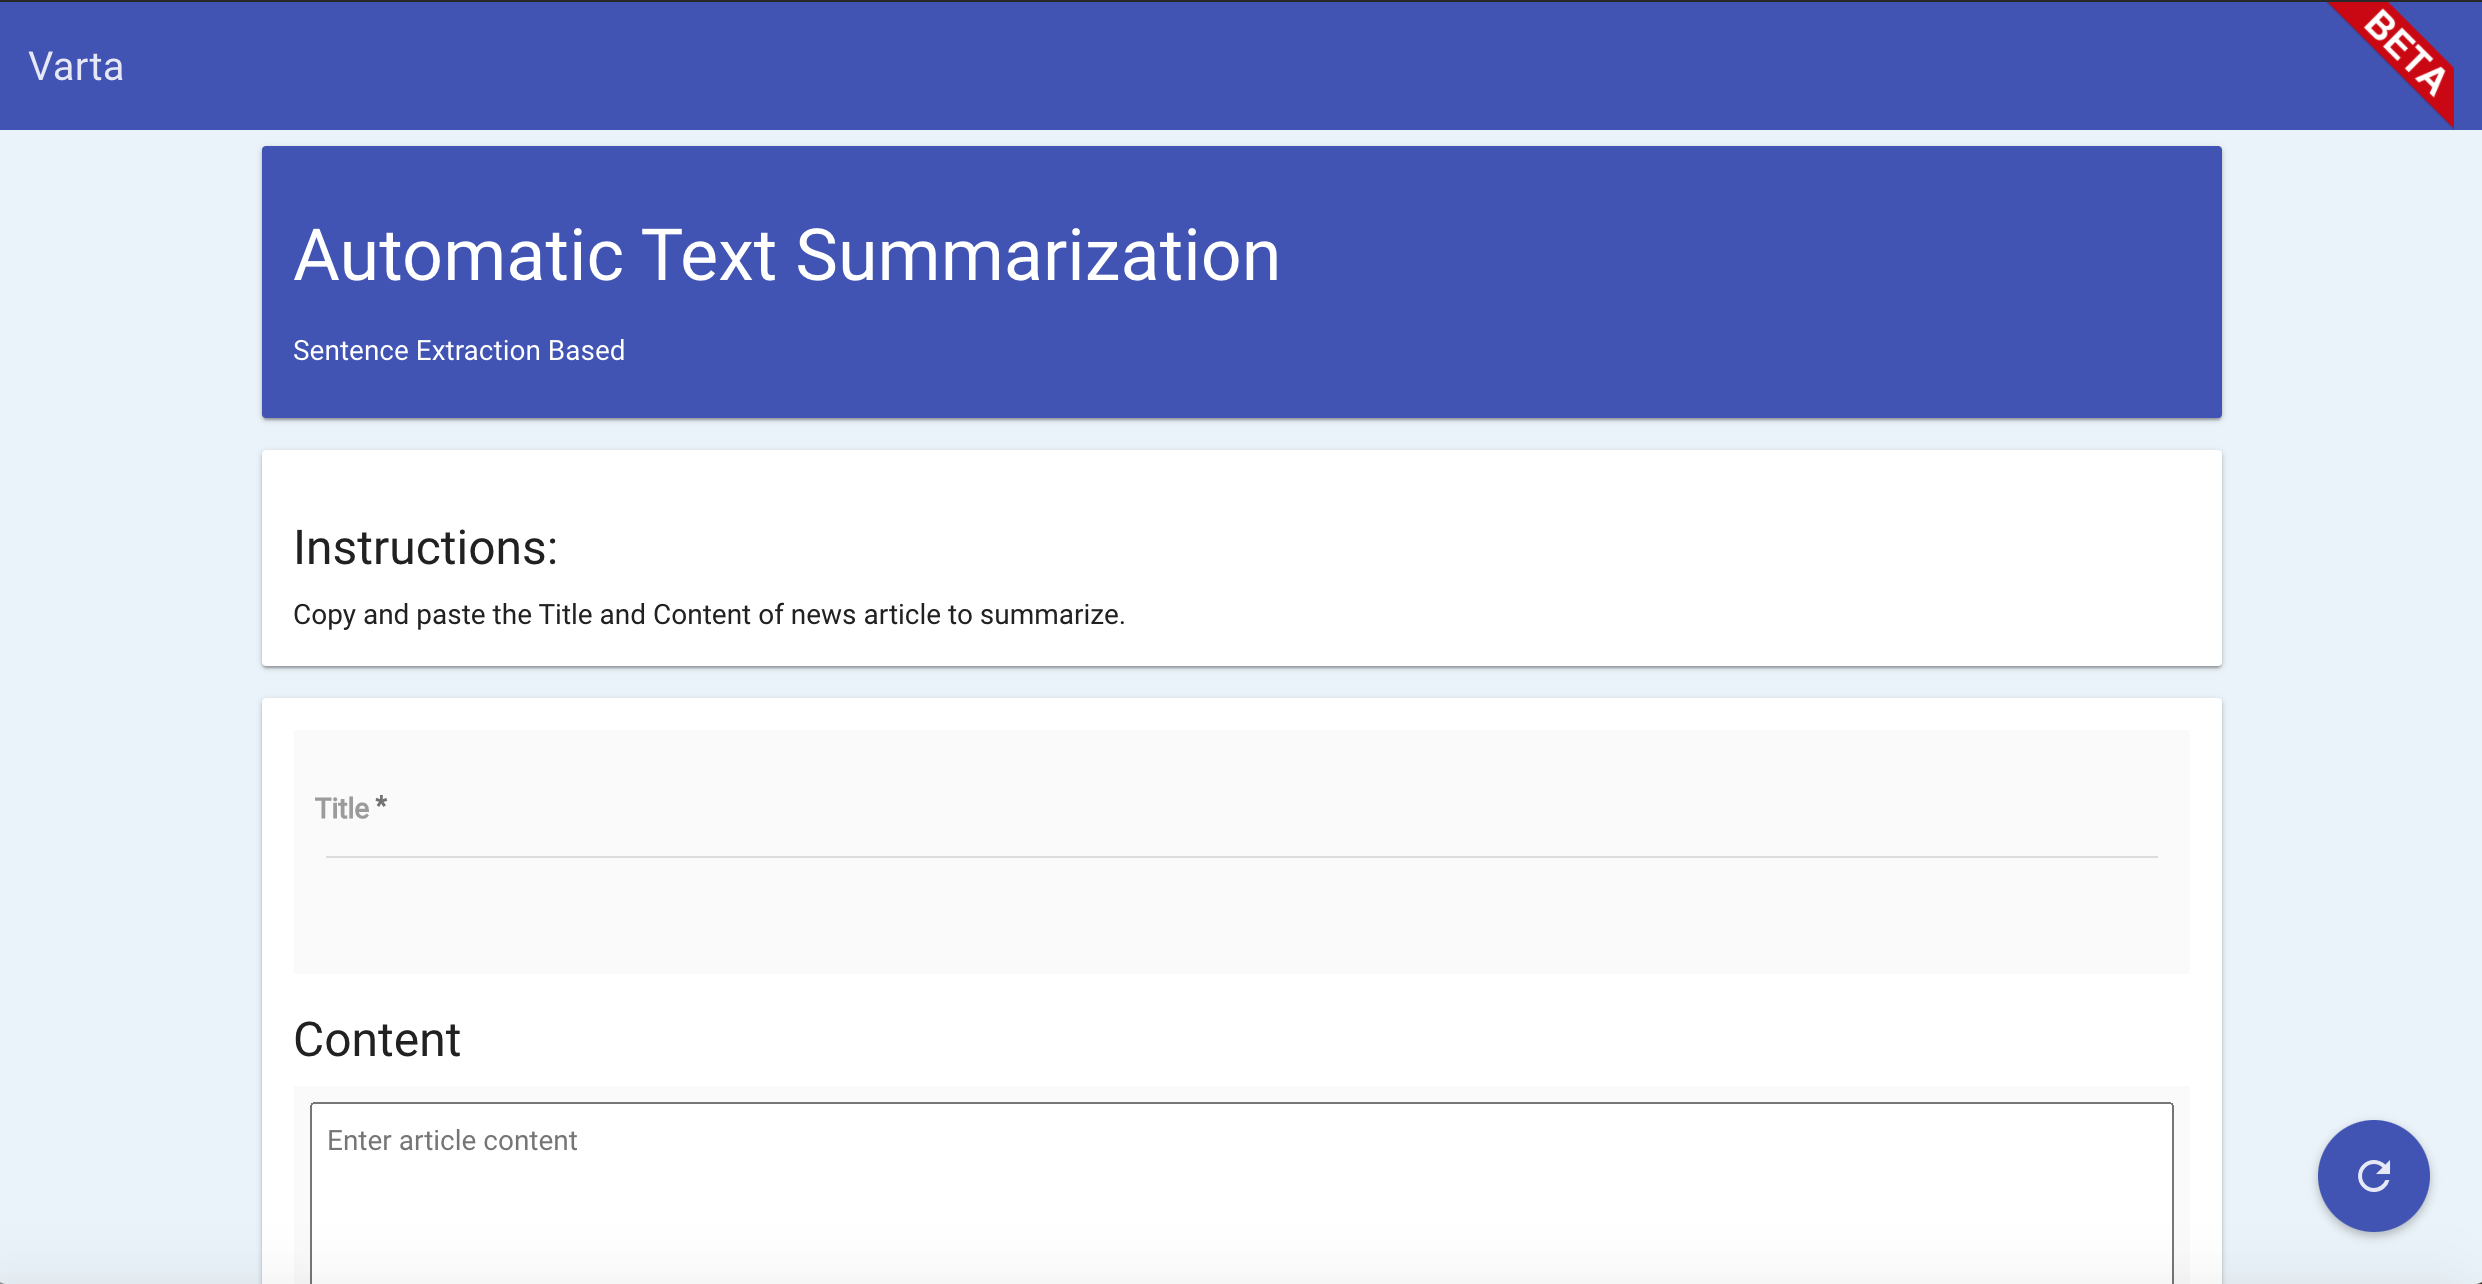 Varta
BETA
Automatic Text Summarization
Sentence Extraction Based
Instructions:
Copy and paste the Title and Content of news article to summarize.
Title *
Content
Enter article content